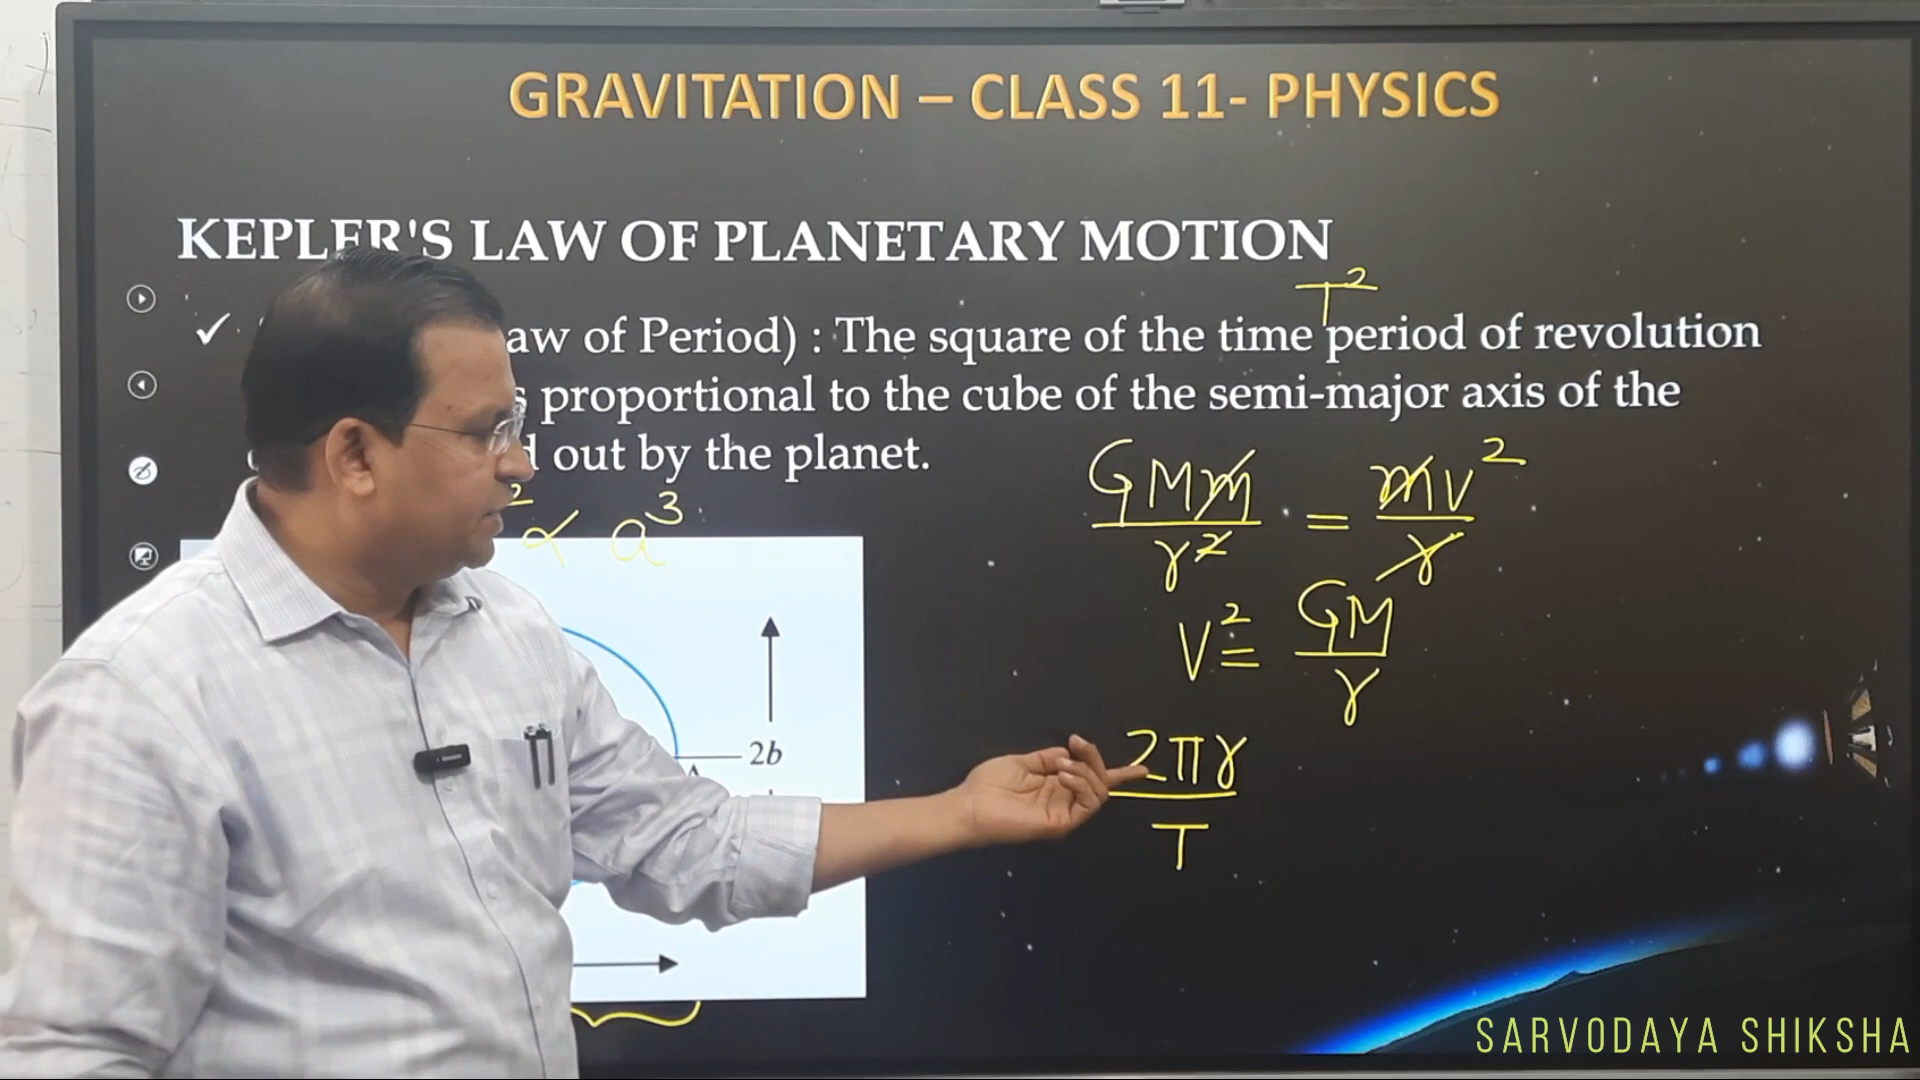 GRAVITATION – CLASS 11- PHYSICS
KEPLER'S LAW OF PLANETARY MOTION
T²
✓ aw of Period) : The square of the time period of revolution
s proportional to the cube of the semi-major axis of the
out by the planet.
² ∝ a³
GMm/r² = mv²/r
V² = GM/r
2πr/T
2b
SARVODAYA SHIKSHA